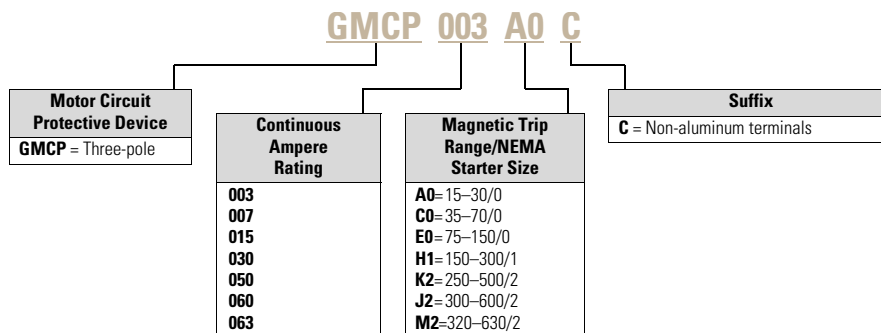 GMCP 003 A0 C
Motor Circuit
Protective Device
GMCP = Three-pole
Continuous
Ampere
Rating
003
007
015
030
050
060
063
Magnetic Trip
Range/NEMA
Starter Size
A0=15–30/0
C0=35–70/0
E0=75–150/0
H1=150–300/1
K2=250–500/2
J2=300–600/2
M2=320–630/2
Suffix
C = Non-aluminum terminals